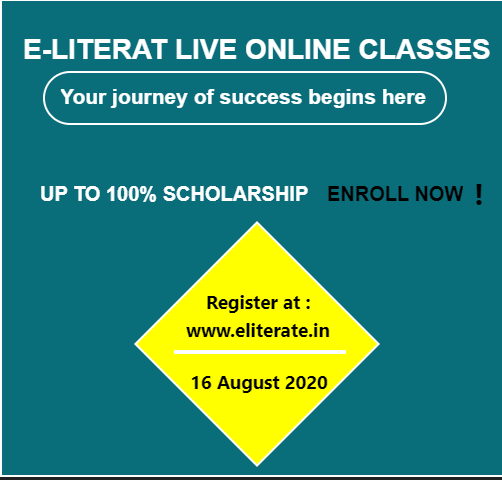 E-LITERAT LIVE ONLINE CLASSES
Your journey of success begins here
UP TO 100% SCHOLARSHIP ENROLL NOW !
Register at :
www.eliterate.in
16 August 2020